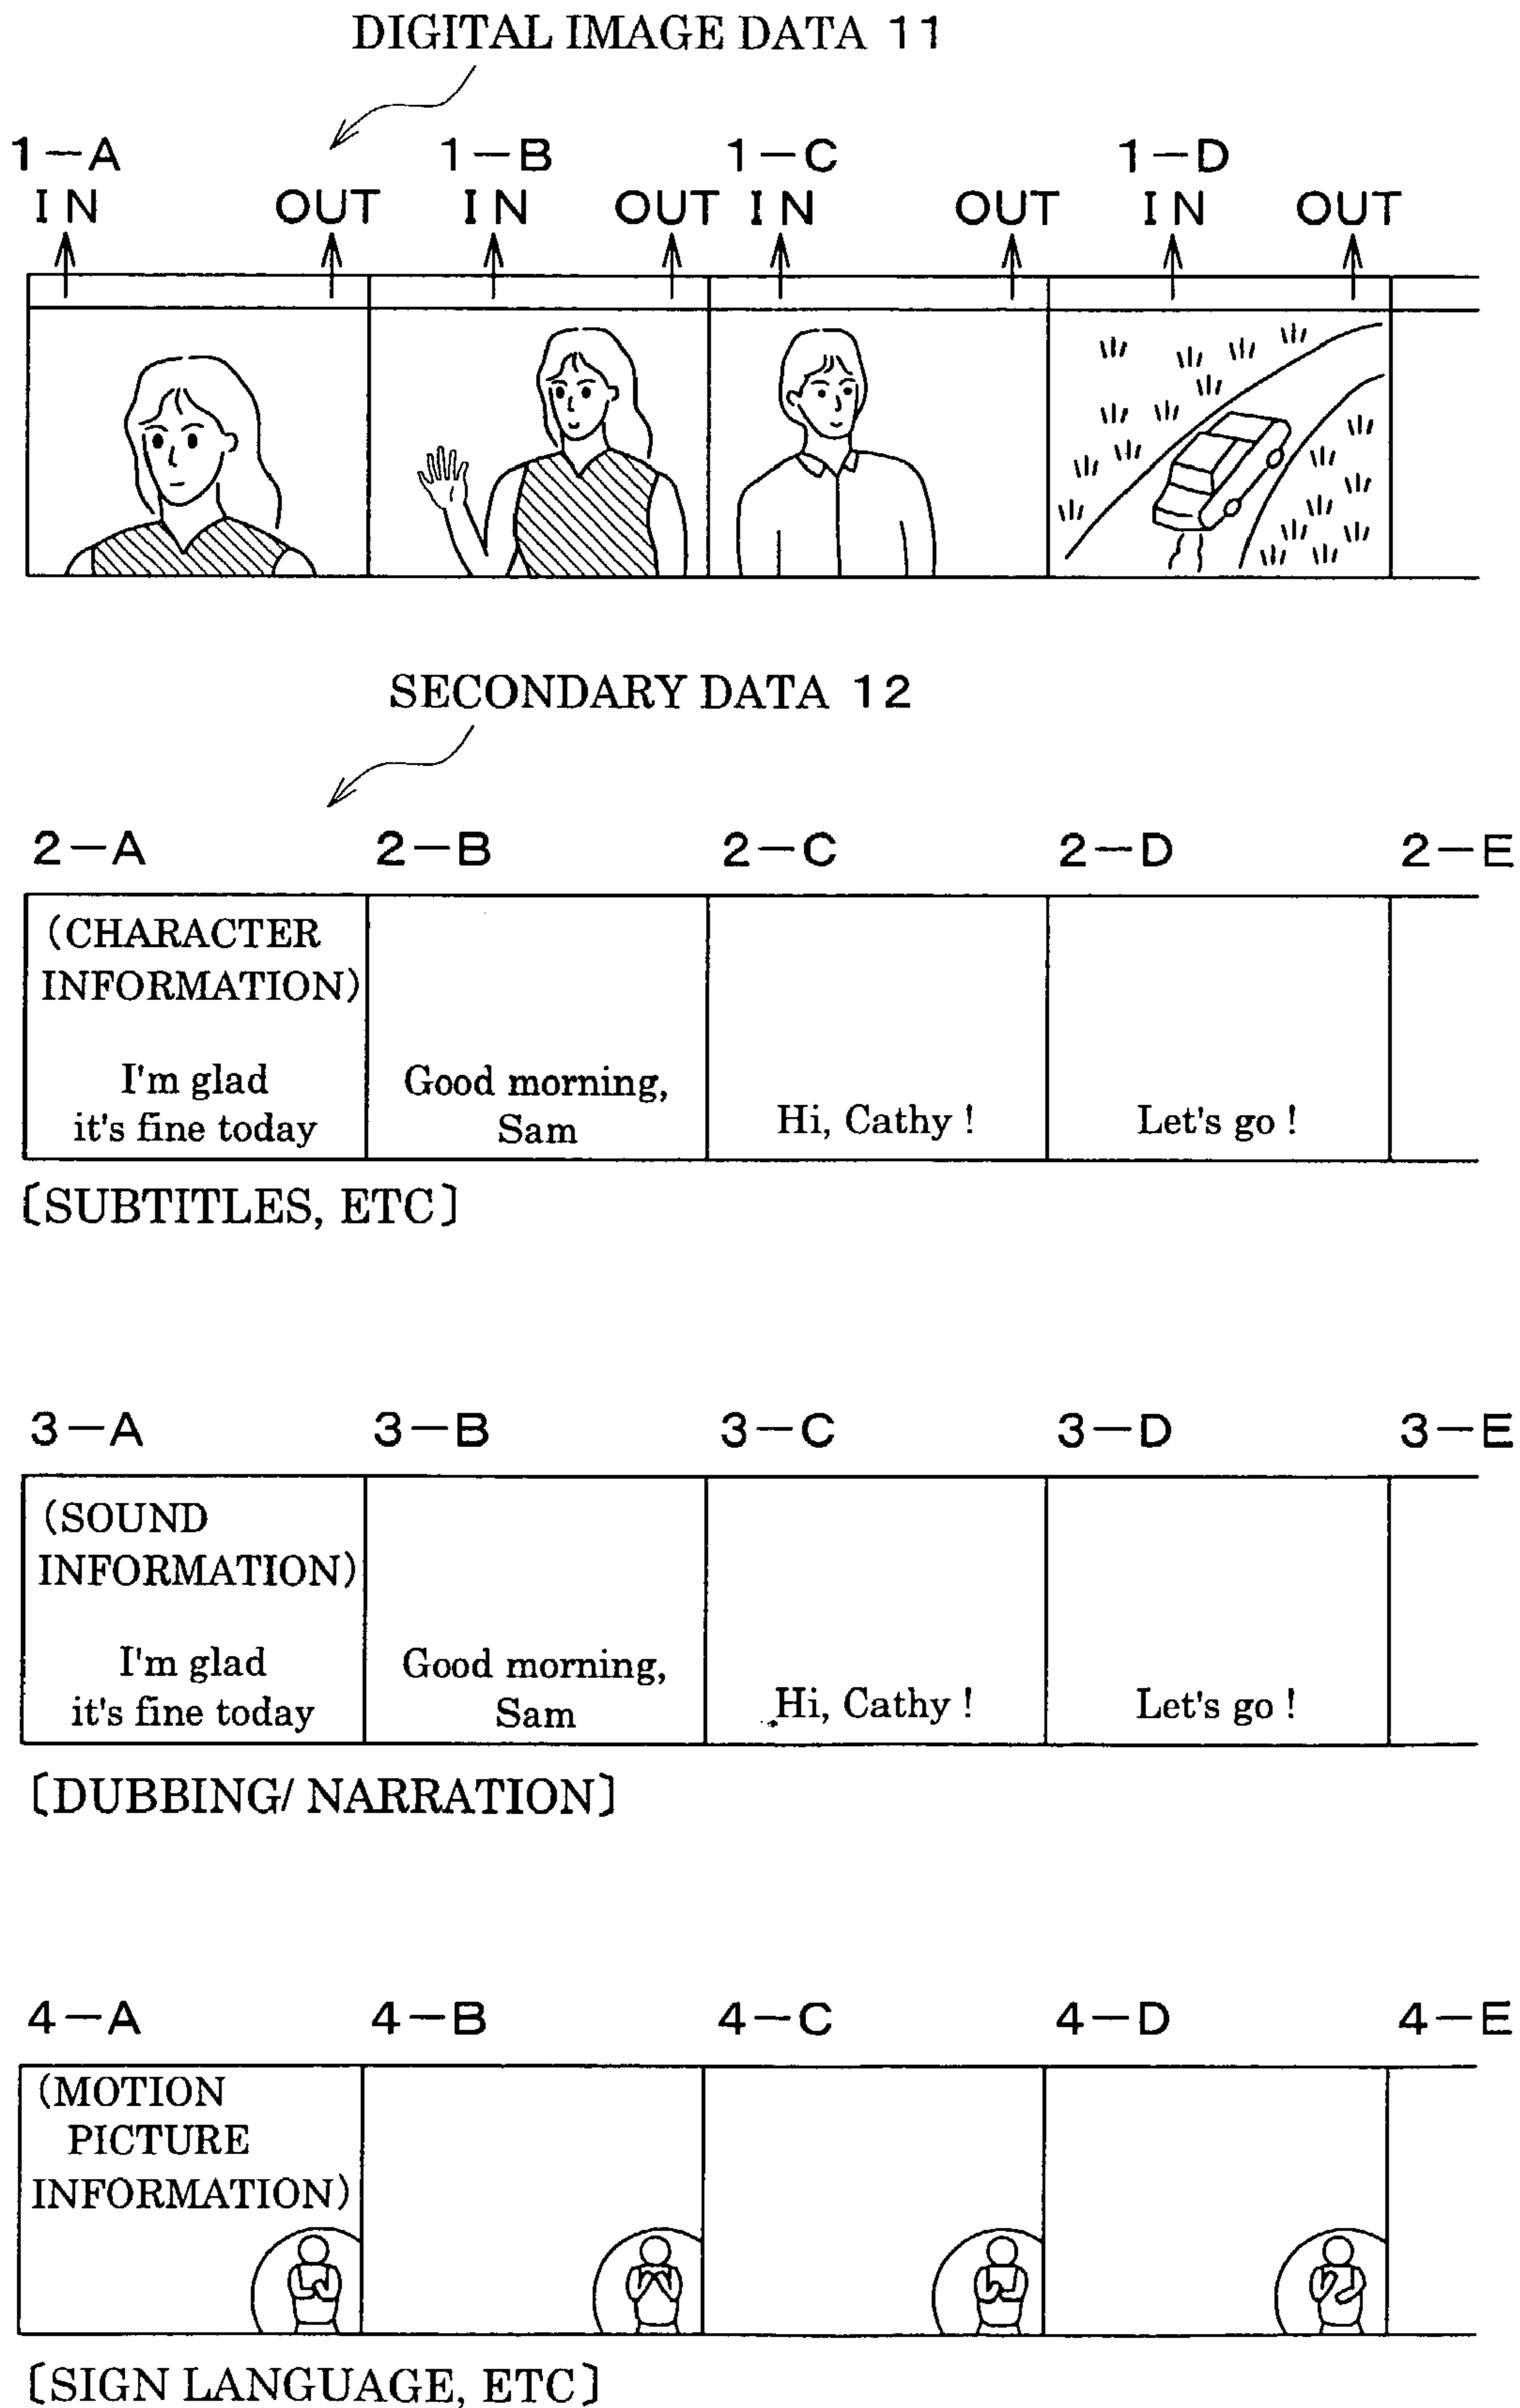 DIGITAL IMAGE DATA 11
1-A 1-B 1-C 1-D
IN OUT IN OUT IN OUT IN OUT
SECONDARY DATA 12
2-A 2-B 2-C 2-D 2-E
(CHARACTER
INFORMATION)
I'm glad
it's fine today
Good morning,
Sam
Hi, Cathy !
Let's go !
[SUBTITLES, ETC]
3-A 3-B 3-C 3-D 3-E
(SOUND
INFORMATION)
I'm glad
it's fine today
Good morning,
Sam
Hi, Cathy !
Let's go !
[DUBBING/ NARRATION]
4-A 4-B 4-C 4-D 4-E
(MOTION
PICTURE
INFORMATION)
[SIGN LANGUAGE, ETC]